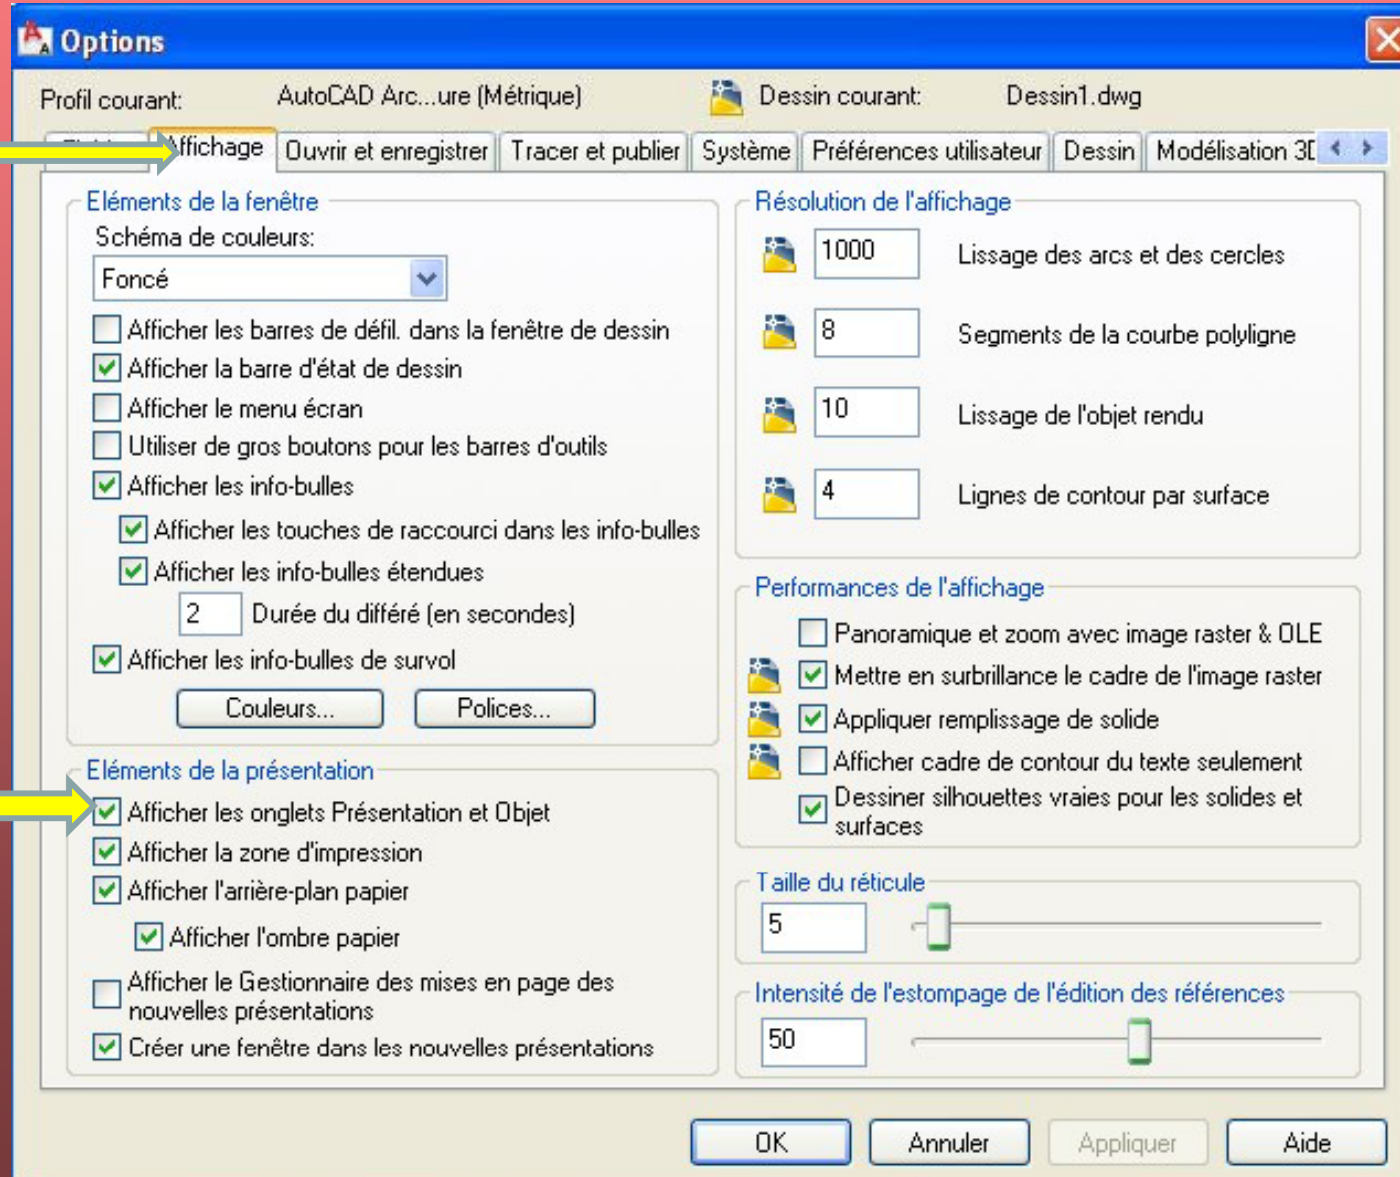 Options
Profil courant: AutoCAD Arc...ure (Métrique) Dessin courant: Dessin1.dwg
Affichage Ouvrir et enregistrer Tracer et publier Système Préférences utilisateur Dessin Modélisation 3D
Eléments de la fenêtre
Schéma de couleurs:
Foncé
Afficher les barres de défil. dans la fenêtre de dessin
Afficher la barre d'état de dessin
Afficher le menu écran
Utiliser de gros boutons pour les barres d'outils
Afficher les info-bulles
Afficher les touches de raccourci dans les info-bulles
Afficher les info-bulles étendues
2 Durée du différé (en secondes)
Afficher les info-bulles de survol
Couleurs... Polices...
Eléments de la présentation
Afficher les onglets Présentation et Objet
Afficher la zone d'impression
Afficher l'arrière-plan papier
Afficher l'ombre papier
Afficher le Gestionnaire des mises en page des
nouvelles présentations
Créer une fenêtre dans les nouvelles présentations
Résolution de l'affichage
1000 Lissage des arcs et des cercles
8 Segments de la courbe polyligne
10 Lissage de l'objet rendu
4 Lignes de contour par surface
Performances de l'affichage
Panoramique et zoom avec image raster & OLE
Mettre en surbrillance le cadre de l'image raster
Appliquer remplissage de solide
Afficher cadre de contour du texte seulement
Dessiner silhouettes vraies pour les solides et
surfaces
Taille du réticule
5
Intensité de l'estompage de l'édition des références
50
OK Annuler Appliquer Aide